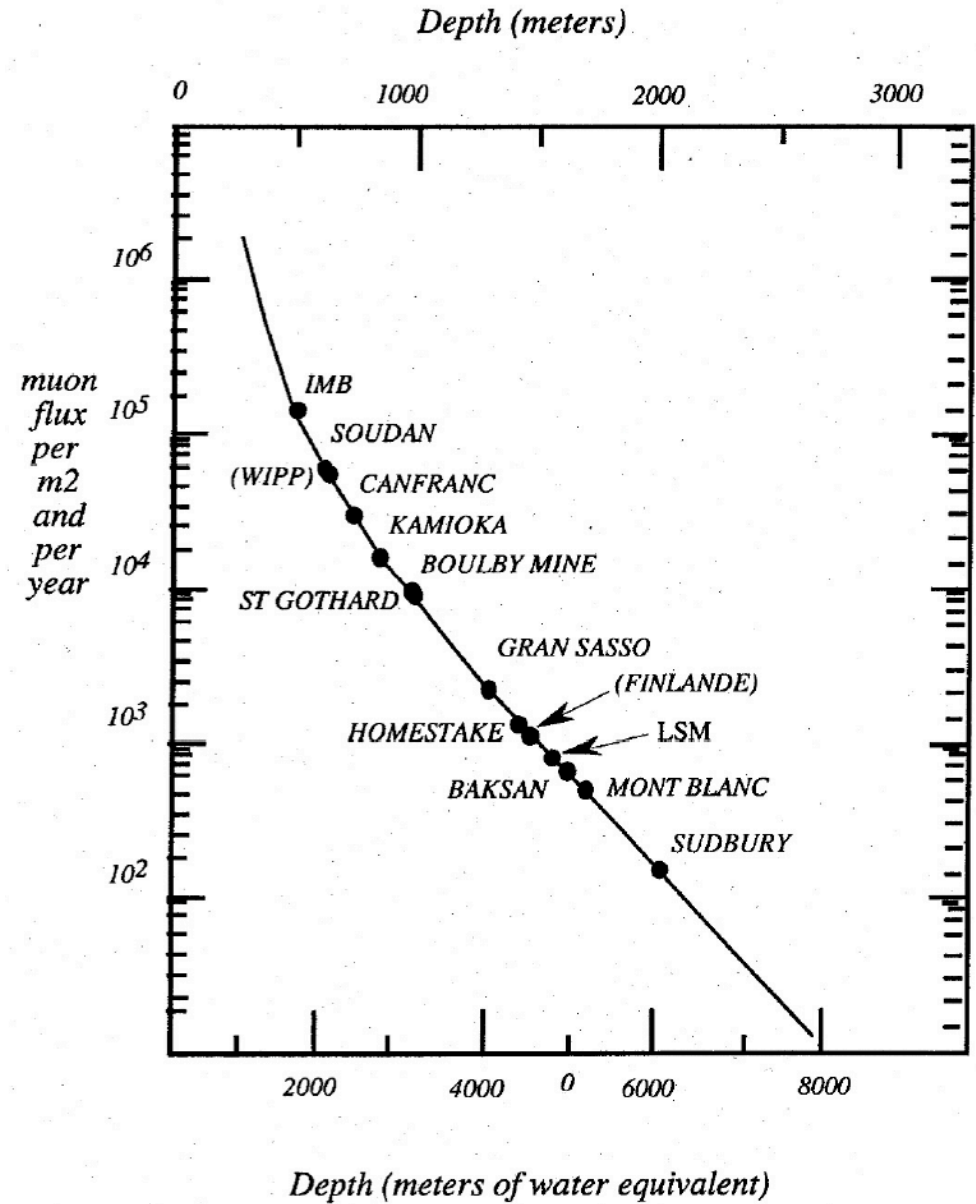 Depth (meters)
0 1000 2000 3000
10^6
muon
flux
per
m2
and
per
year
10^5
10^4
10^3
10^2
IMB
SOUDAN
(WIPP)
CANFRANC
KAMIOKA
BOULBY MINE
ST GOTHARD
GRAN SASSO
(FINLANDE)
HOMESTAKE
LSM
BAKSAN
MONT BLANC
SUDBURY
2000 4000 0 6000 8000
Depth (meters of water equivalent)